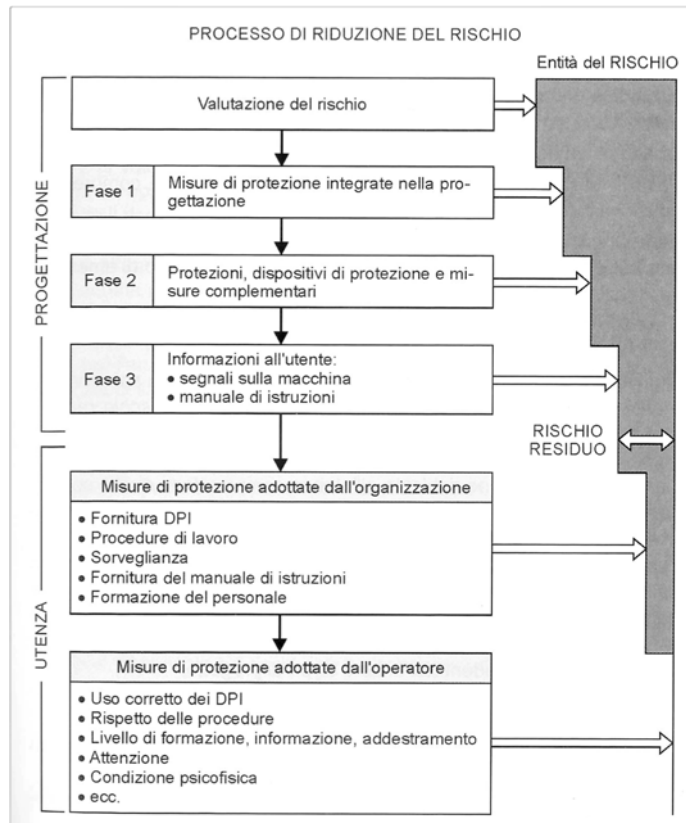 PROCESSO DI RIDUZIONE DEL RISCHIO
Entità del RISCHIO
PROGETTAZIONE
Valutazione del rischio
Fase 1
Misure di protezione integrate nella pro-
gettazione
Fase 2
Protezioni, dispositivi di protezione e mi-
sure complementari
Fase 3
Informazioni all'utente:
• segnali sulla macchina
• manuale di istruzioni
RISCHIO
RESIDUO
UTENZA
Misure di protezione adottate dall'organizzazione
• Fornitura DPI
• Procedure di lavoro
• Sorveglianza
• Fornitura del manuale di istruzioni
• Formazione del personale
Misure di protezione adottate dall'operatore
• Uso corretto dei DPI
• Rispetto delle procedure
• Livello di formazione, informazione, addestramento
• Attenzione
• Condizione psicofisica
• ecc.